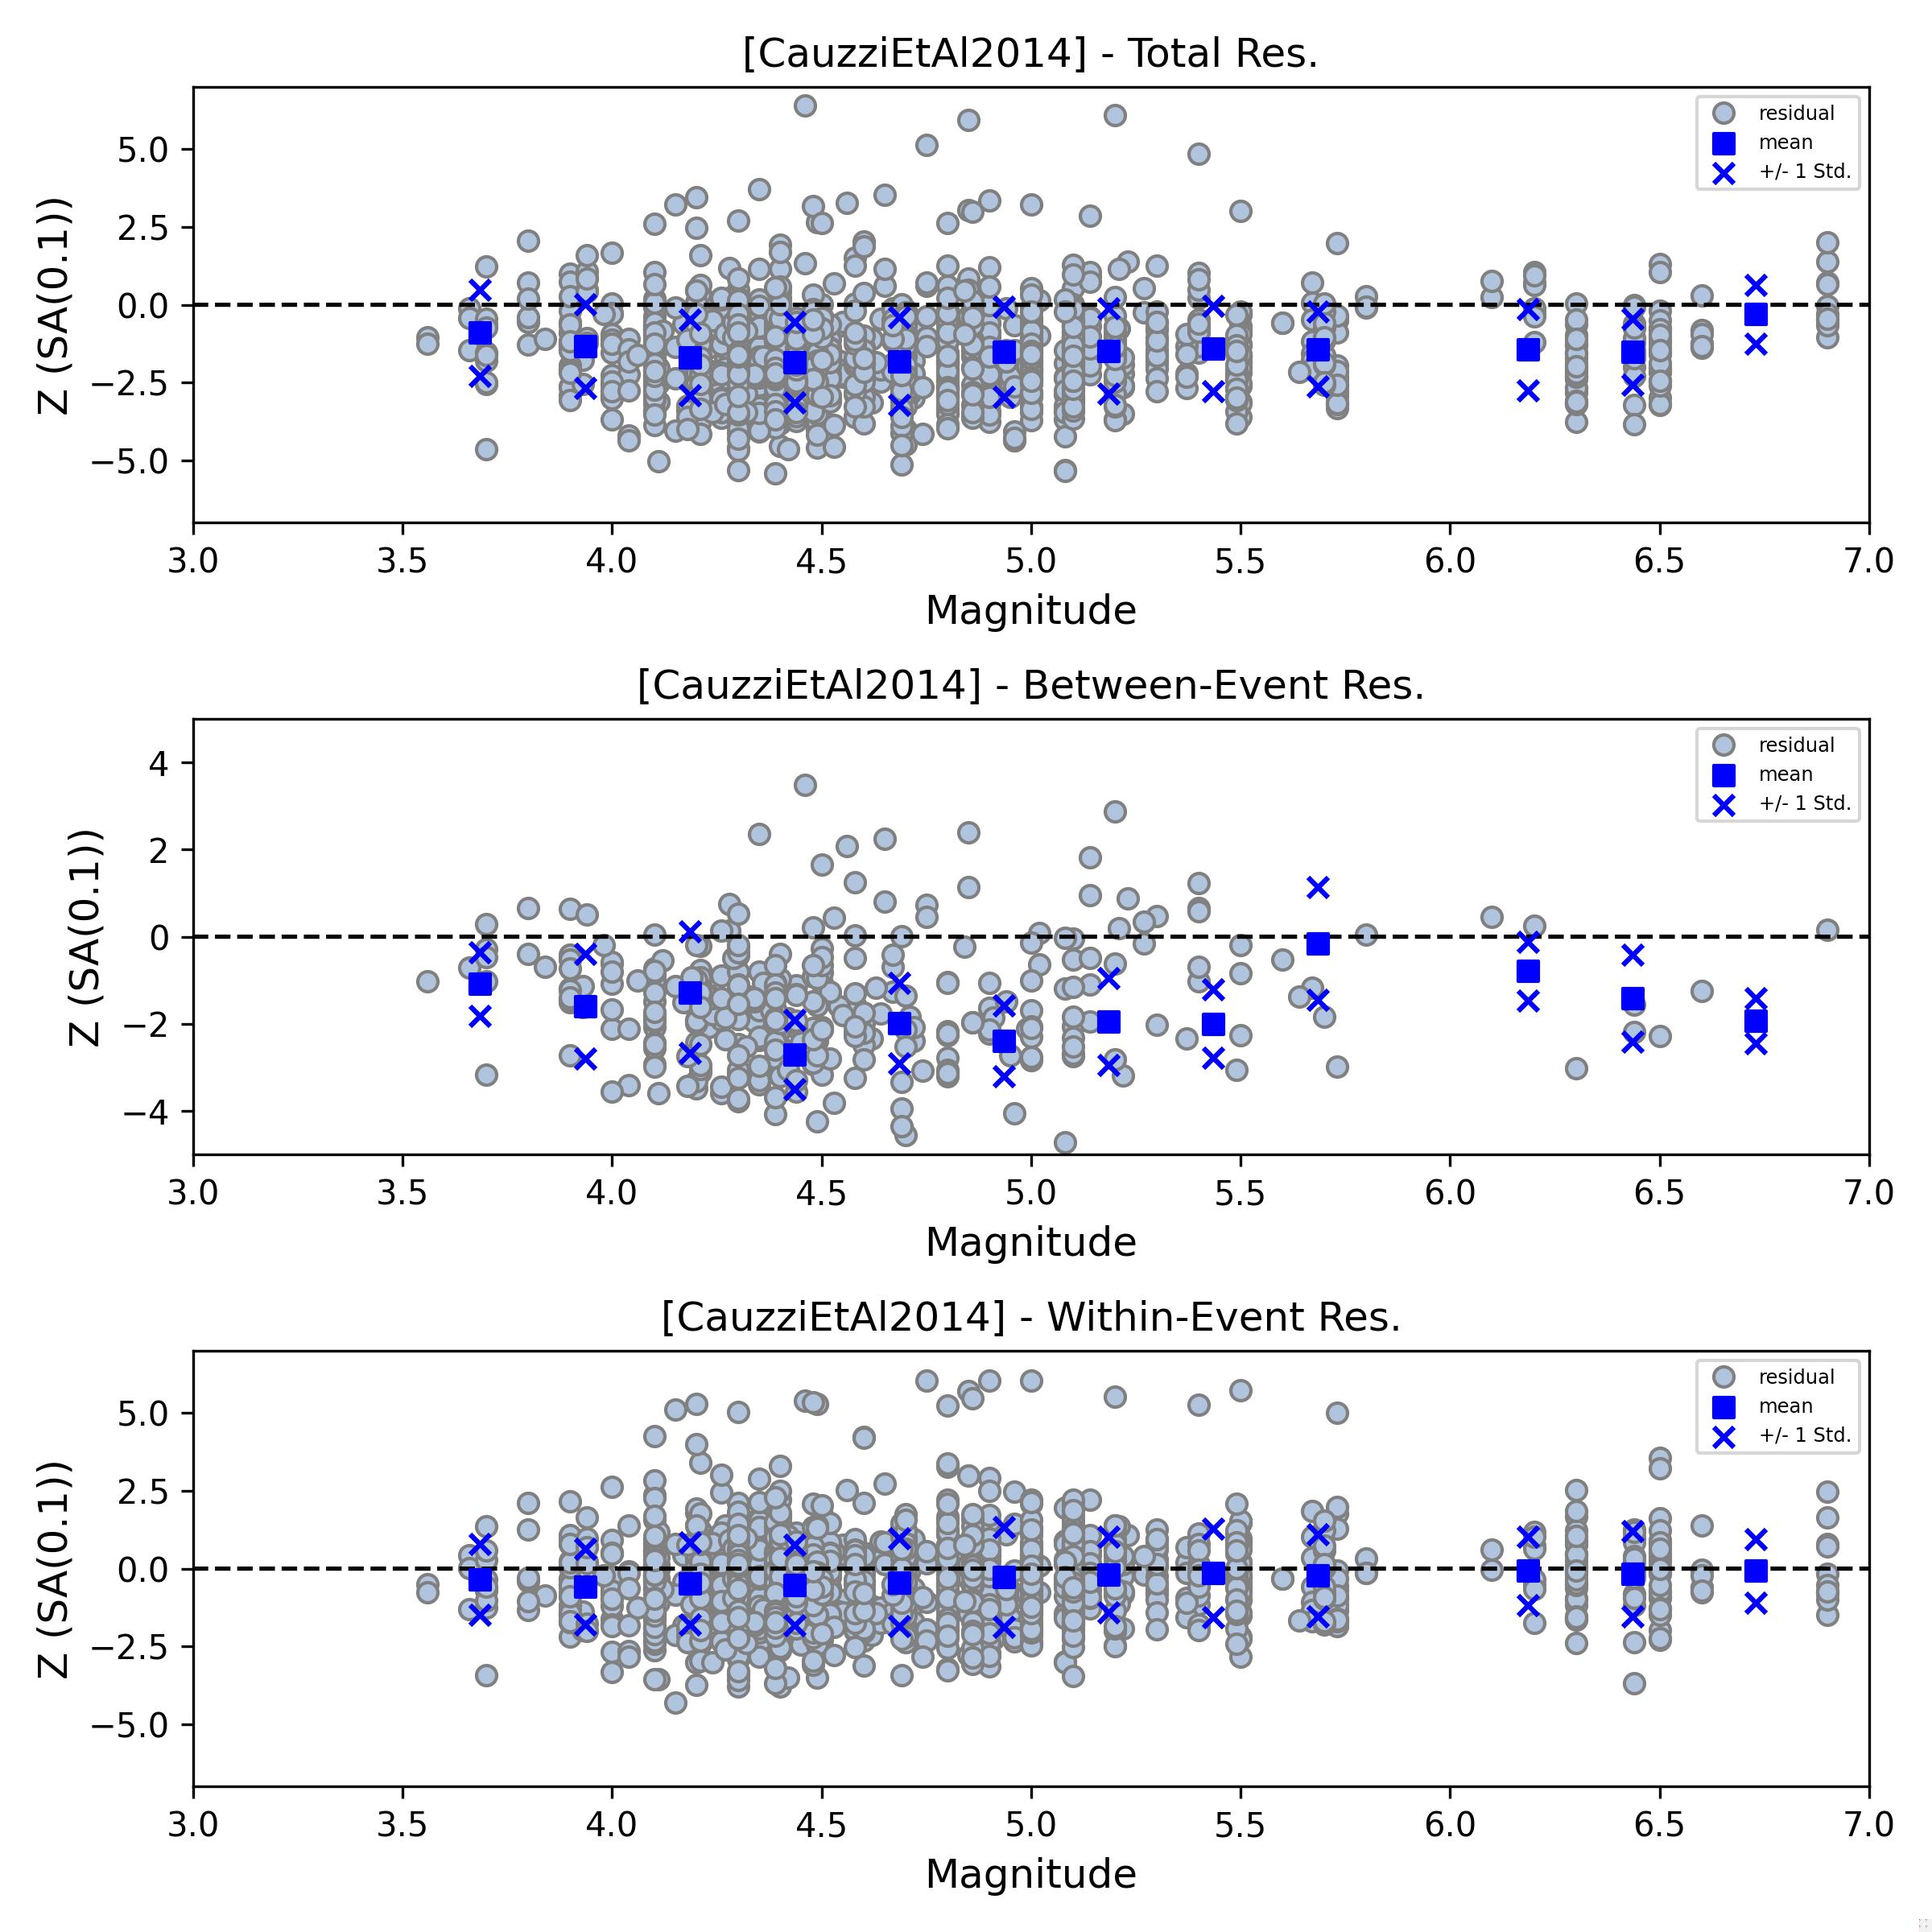 [CauzziEtAl2014] - Total Res.
residual
mean
+/- 1 Std.
5.0
2.5
0.0
−2.5
−5.0
Z (SA(0.1))
3.0 3.5 4.0 4.5 5.0 5.5 6.0 6.5 7.0
Magnitude
[CauzziEtAl2014] - Between-Event Res.
residual
mean
+/- 1 Std.
4
2
0
−2
−4
Z (SA(0.1))
3.0 3.5 4.0 4.5 5.0 5.5 6.0 6.5 7.0
Magnitude
[CauzziEtAl2014] - Within-Event Res.
residual
mean
+/- 1 Std.
5.0
2.5
0.0
−2.5
−5.0
Z (SA(0.1))
3.0 3.5 4.0 4.5 5.0 5.5 6.0 6.5 7.0
Magnitude